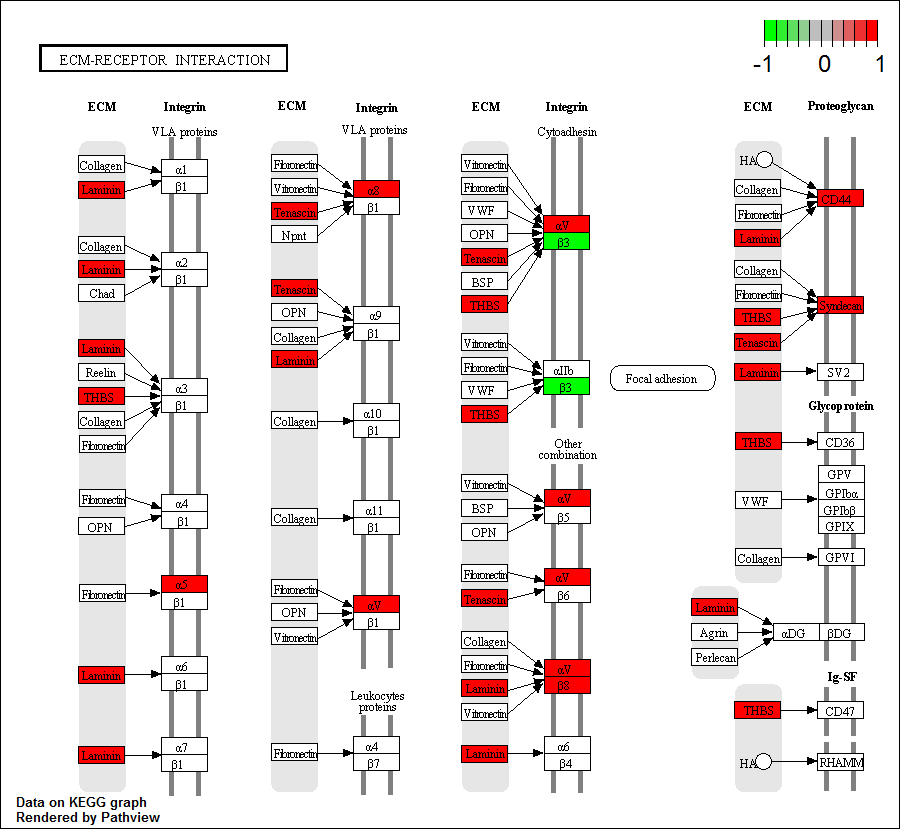 ECM-RECEPTOR INTERACTION
-1 0 1
ECM Integrin
VLA proteins
Collagen
Laminin
α1
β1
Collagen
Laminin
Chad
α2
β1
Laminin
Reelin
THBS
Collagen
Fibronectin
α3
β1
Fibronectin
OPN
α4
β1
Fibronectin
α5
β1
Laminin
α6
β1
Laminin
α7
β1
ECM Integrin
VLA proteins
Fibronectin
Vitronectin
Tenascin
Npnt
α8
β1
Tenascin
OPN
Collagen
Laminin
α9
β1
Collagen
α10
β1
Collagen
α11
β1
Fibronectin
OPN
Vitronectin
αV
β1
Leukocytes
proteins
Fibronectin
α4
β7
ECM Integrin
Cytoadhesin
Vitronectin
Fibronectin
VWF
OPN
Tenascin
BSP
THBS
αV
β3
Vitronectin
Fibronectin
VWF
THBS
αIIb
β3
Other
combination
Vitronectin
BSP
OPN
αV
β5
Fibronectin
Tenascin
αV
β6
Collagen
Fibronectin
Laminin
Vitronectin
αV
β8
Laminin
α6
β4
Focal adhesion
ECM Proteoglycan
HA
Collagen
Fibronectin
Laminin
CD44
Collagen
Fibronectin
THBS
Tenascin
Syndecan
Laminin
SV2
Glycoprotein
THBS
CD36
VWF
GPV
GPIbα
GPIbβ
GPIX
Collagen
GPVI
Laminin
Agrin
Perlecan
αDG βDG
Ig-SF
THBS
CD47
HA
RHAMM
Data on KEGG graph
Rendered by Pathview